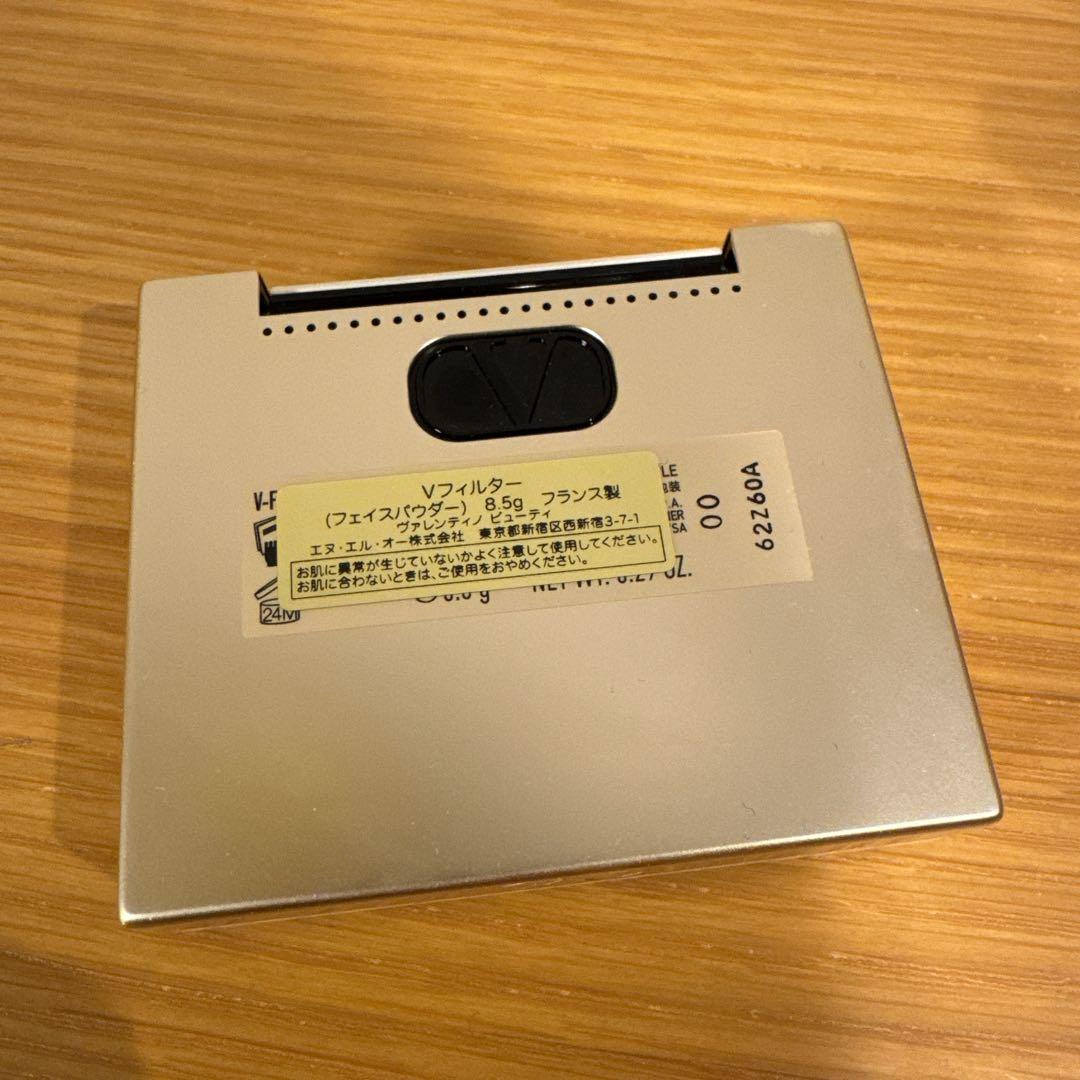 Vフィルター
(フェイスパウダー) 8.5g フランス製
ヴァレンティノ ビューティ
エヌ・エル・オー株式会社 東京都新宿区西新宿3-7-1
お肌に異常が生じていないかよく注意して使用してください。
お肌に合わないときは、ご使用をおやめください。
24M
00
62Z60A